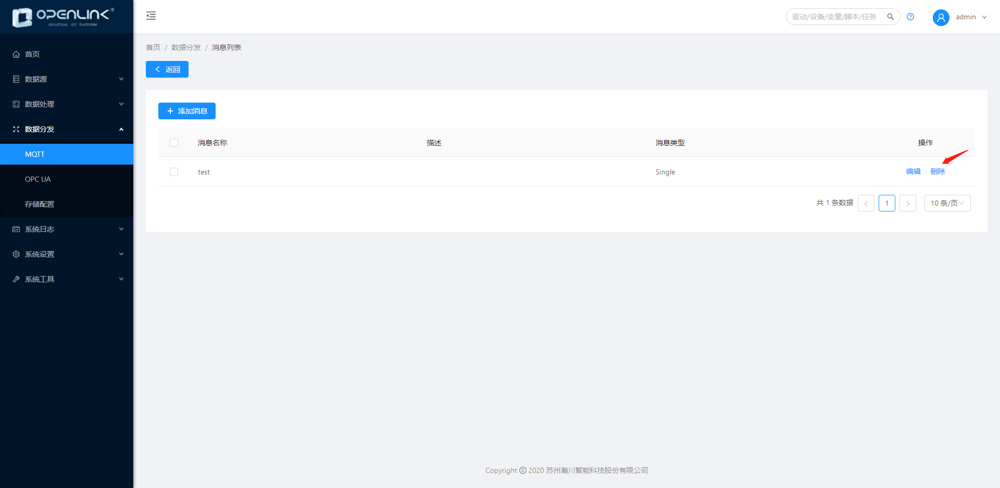 OPENLINK®
INDUSTRIAL IOT PLATFORM
驱动/设备/变量/脚本/任务
admin
首页
数据源
数据处理
数据分发
MQTT
OPC UA
存储配置
系统日志
系统设置
系统工具
首页 / 数据分发 / 消息列表
返回
添加消息
消息名称 描述 消息类型 操作
test Single 编辑 删除
共 1 条数据 < 1 > 10 条/页
Copyright © 2020 苏州瀚川智能科技股份有限公司